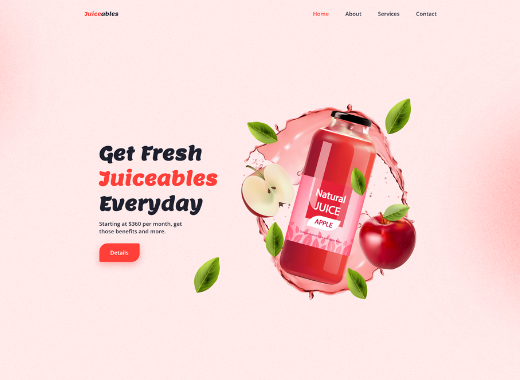 Juiceables
Home About Services Contact
Get Fresh
Juiceables
Everyday
Starting at $360 per month, get
those benefits and more.
Details
Natural
JUICE
APPLE